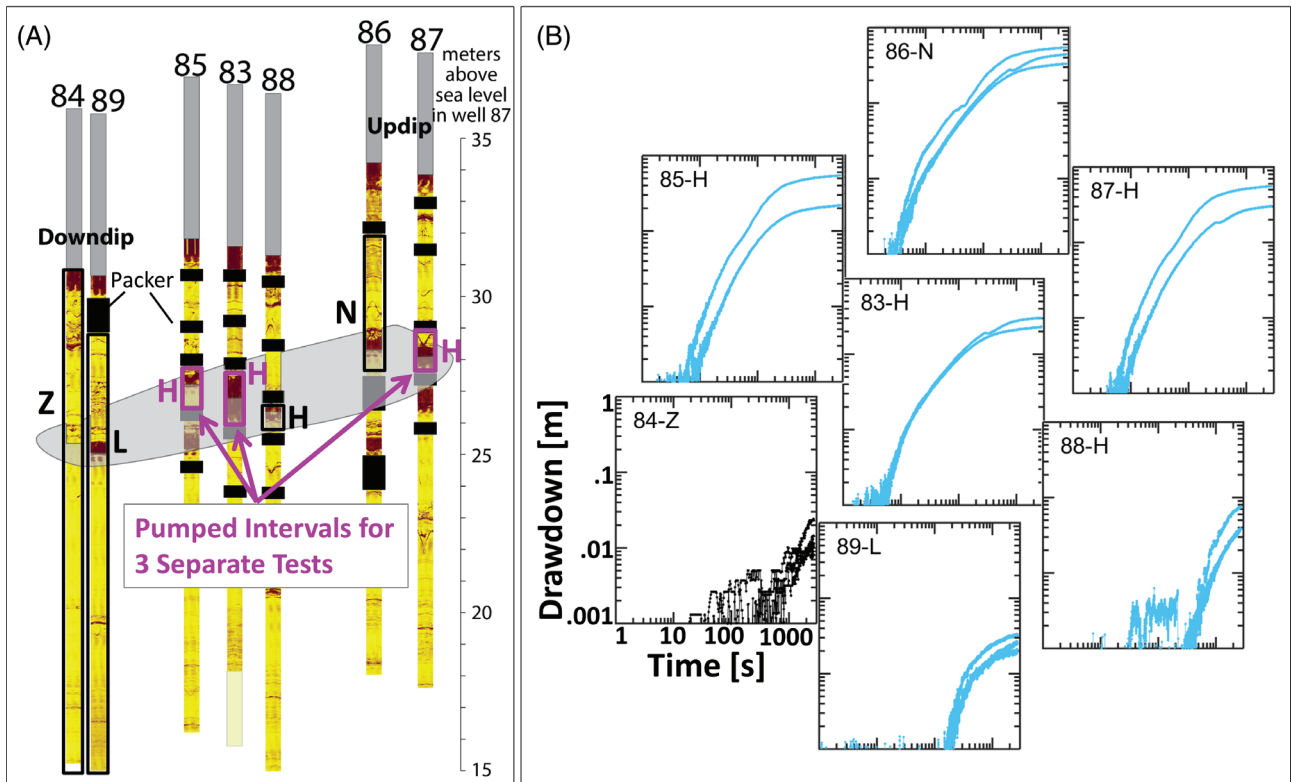 (A)
84
89
85
83
88
86
87
meters
above
sea level
in well 87
Updip
Downdip
Packer
35
30
25
20
15
Z
L
H
H
H
N
H
Pumped Intervals for
3 Separate Tests
(B)
86-N
85-H
87-H
83-H
84-Z
88-H
89-L
Drawdown [m]
1
.1
.01
.001
1 10 100 1000
Time [s]